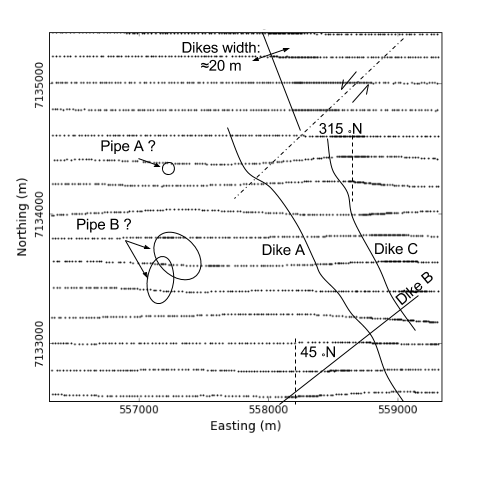 Dikes width:
≈20 m
315 °N
Pipe A ?
Pipe B ?
Dike A
Dike C
Dike B
45 °N
7135000
7134000
7133000
Northing (m)
557000
558000
559000
Easting (m)